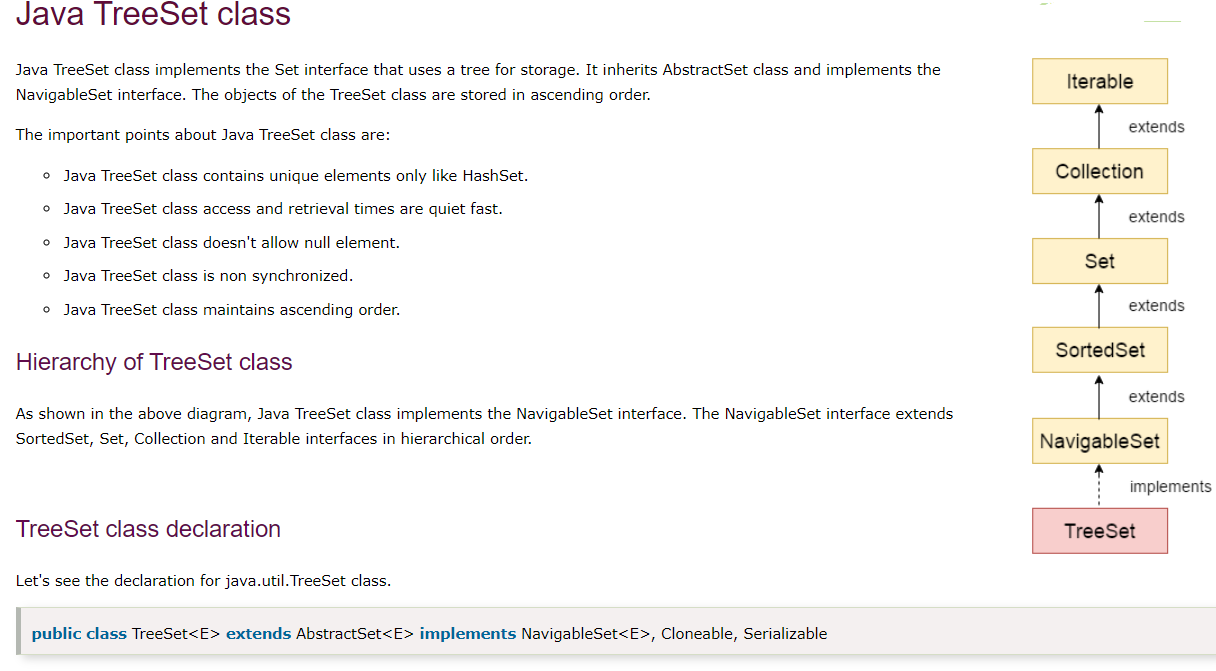 Java TreeSet class
Java TreeSet class implements the Set interface that uses a tree for storage. It inherits AbstractSet class and implements the
NavigableSet interface. The objects of the TreeSet class are stored in ascending order.
The important points about Java TreeSet class are:
Java TreeSet class contains unique elements only like HashSet.
Java TreeSet class access and retrieval times are quiet fast.
Java TreeSet class doesn't allow null element.
Java TreeSet class is non synchronized.
Java TreeSet class maintains ascending order.
Hierarchy of TreeSet class
As shown in the above diagram, Java TreeSet class implements the NavigableSet interface. The NavigableSet interface extends
SortedSet, Set, Collection and Iterable interfaces in hierarchical order.
TreeSet class declaration
Let's see the declaration for java.util.TreeSet class.
public class TreeSet<E> extends AbstractSet<E> implements NavigableSet<E>, Cloneable, Serializable
Iterable
extends
Collection
extends
Set
extends
SortedSet
extends
NavigableSet
implements
TreeSet